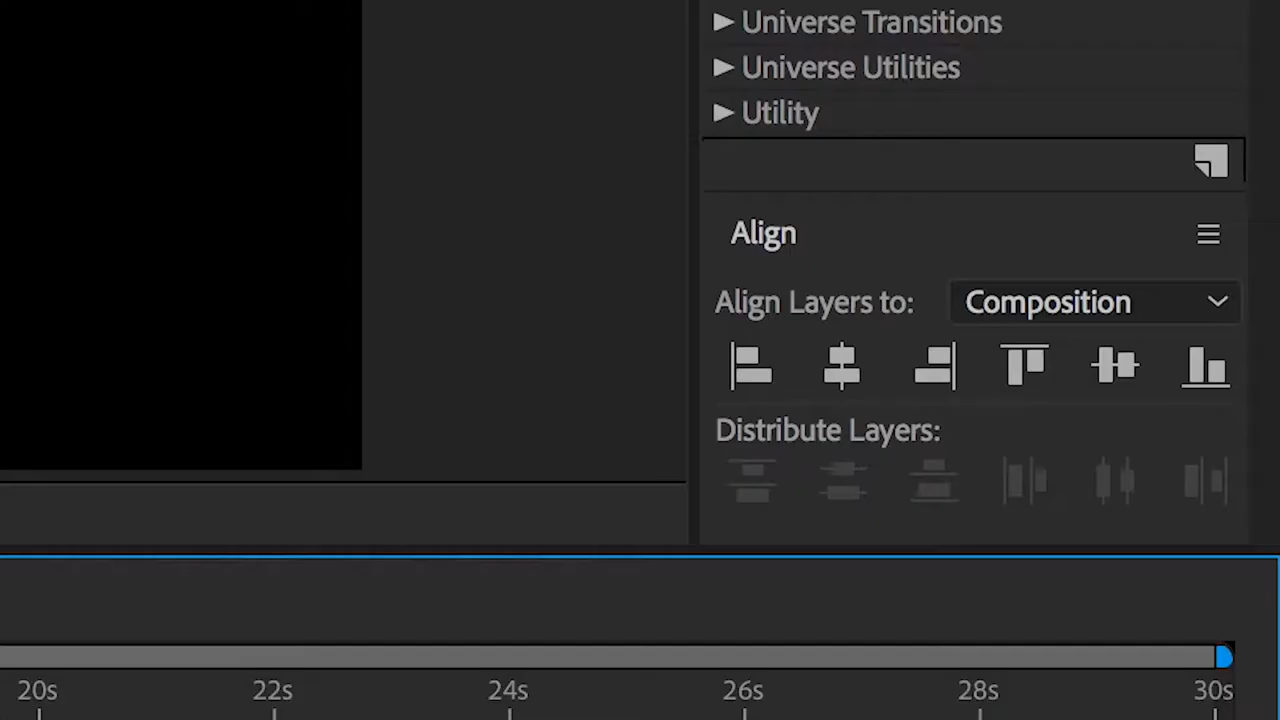 Universe Transitions
Universe Utilities
Utility
Align
Align Layers to: Composition
Distribute Layers:
20s 22s 24s 26s 28s 30s